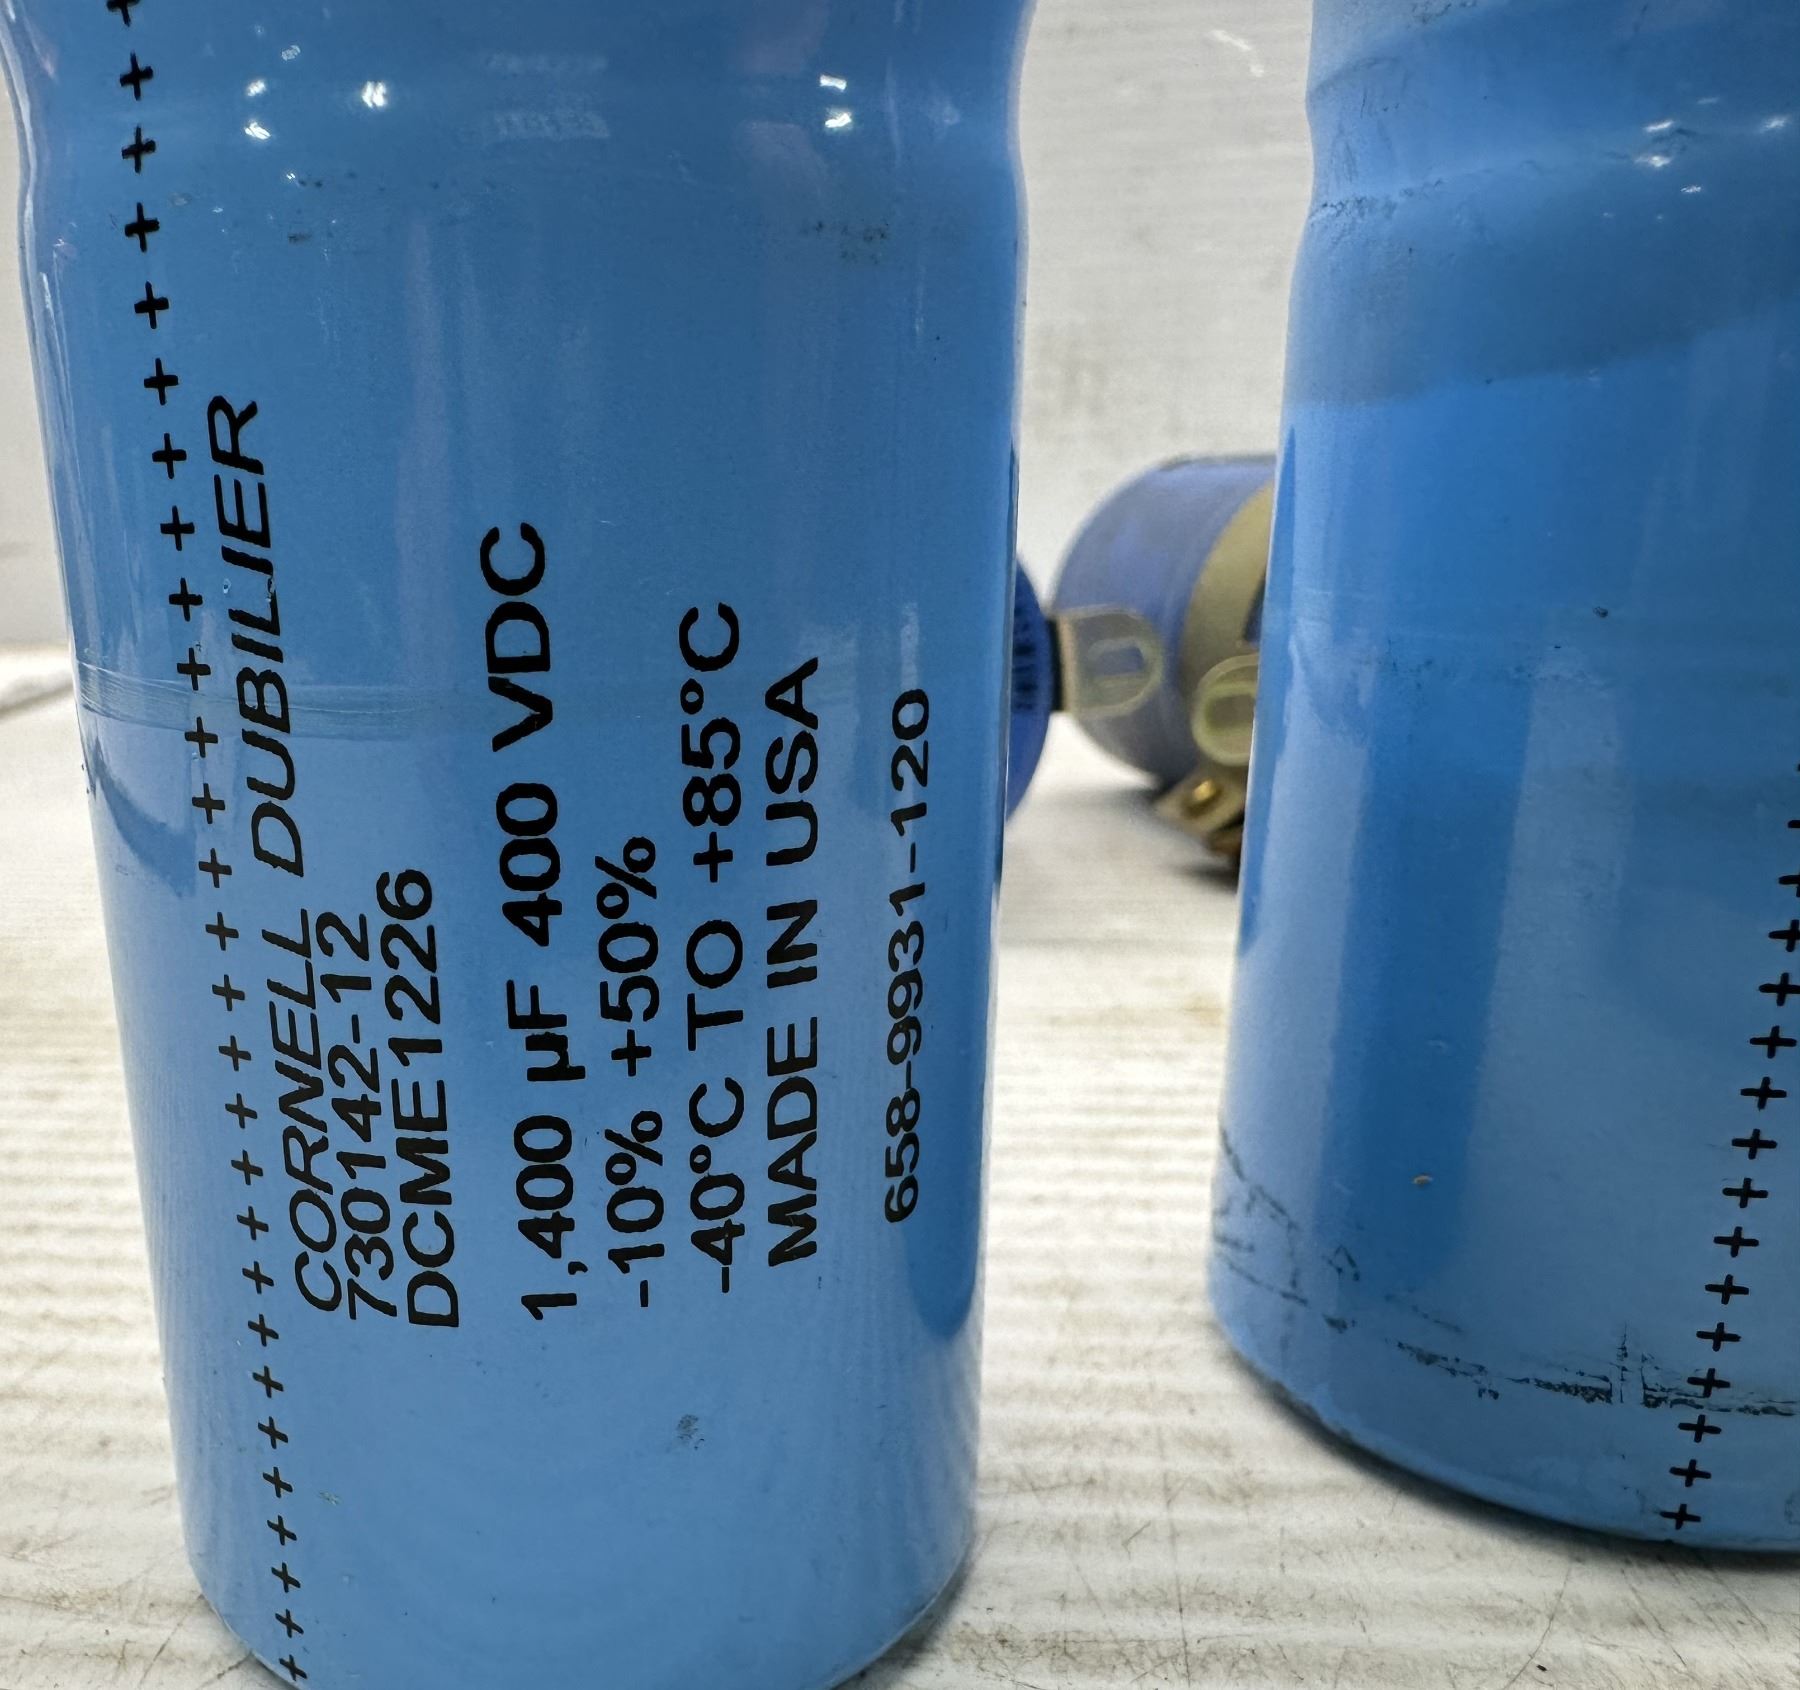 + + + + + + + + + + + + + + + + + + + + + + + + + +
CORNELL DUBILIER
730142-12
DCME1226
1,400 µF 400 VDC
-10% +50%
-40°C TO +85°C
MADE IN USA
658-9931-120
+ + + + + + + + + + + + + + +